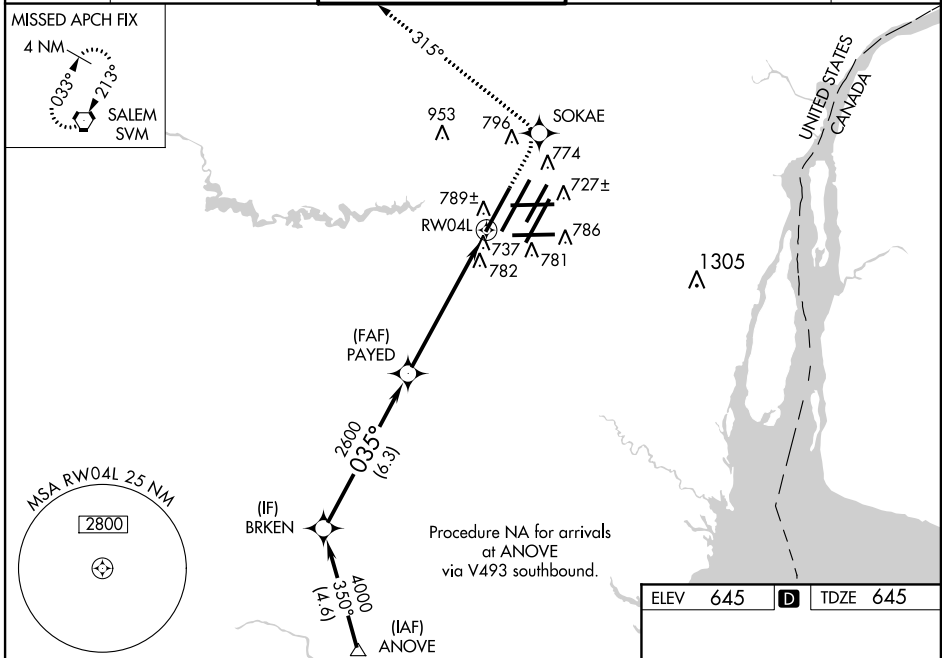 MISSED APCH FIX
4 NM
033°
213°
SALEM
SVM
315°
953
796
SOKAE
774
789±
727±
RW04L
737
786
782
781
1305
UNITED STATES
CANADA
(FAF)
PAYED
2600
035°
(6.3)
(IF)
BRKEN
MSA RW04L 25 NM
2800
Procedure NA for arrivals
at ANOVE
via V493 southbound.
4000
350°
(4.6)
(IAF)
ANOVE
ELEV 645 D TDZE 645